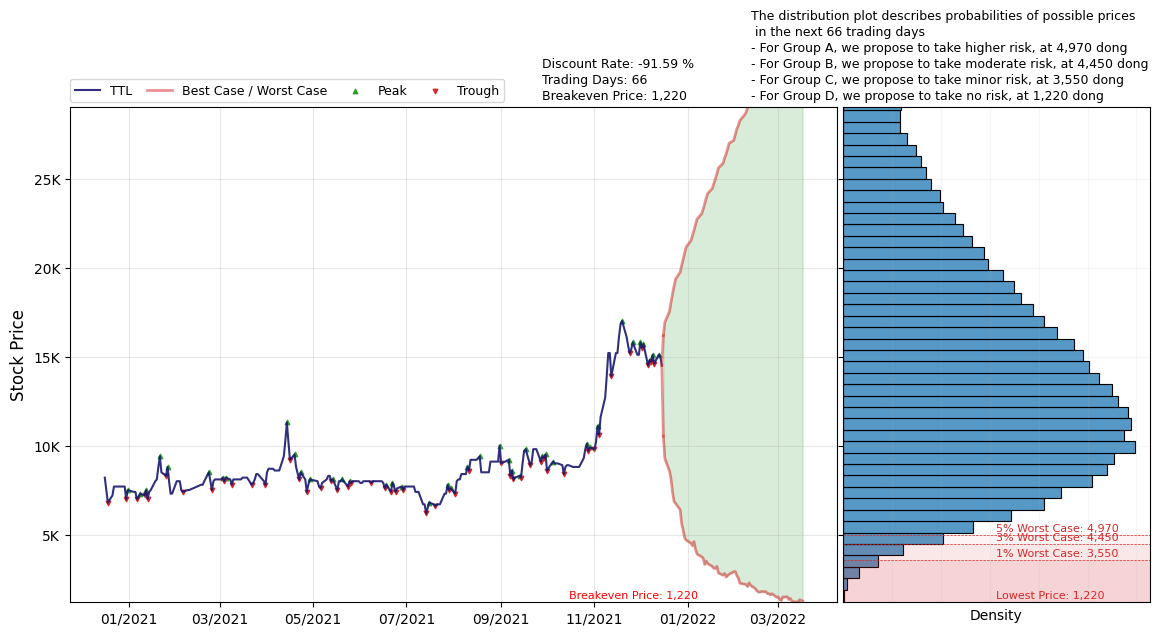 The distribution plot describes probabilities of possible prices
in the next 66 trading days
- For Group A, we propose to take higher risk, at 4,970 dong
- For Group B, we propose to take moderate risk, at 4,450 dong
- For Group C, we propose to take minor risk, at 3,550 dong
- For Group D, we propose to take no risk, at 1,220 dong
Discount Rate: -91.59 %
Trading Days: 66
Breakeven Price: 1,220
TTL
Best Case / Worst Case
Peak
Trough
Stock Price
25K
20K
15K
10K
5K
5% Worst Case: 4,970
3% Worst Case: 4,450
1% Worst Case: 3,550
Lowest Price: 1,220
Breakeven Price: 1,220
01/2021
03/2021
05/2021
07/2021
09/2021
11/2021
01/2022
03/2022
Density